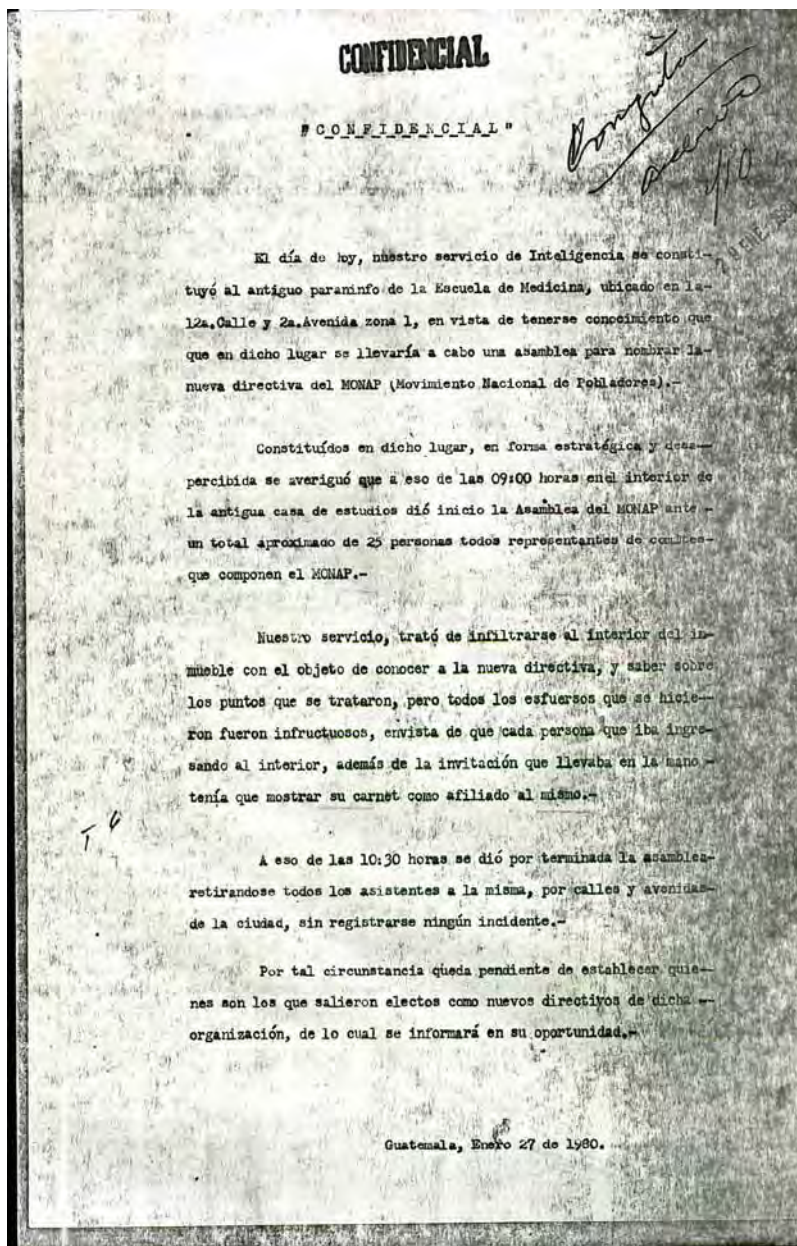 CONFIDENCIAL
"C O N F I D E N C I A L"
El día de hoy, nuestro servicio de Inteligencia se consti-
tuyó al antiguo paraninfo de la Escuela de Medicina, ubicado en la-
12a.Calle y 2a.Avenida zona 1, en vista de tenerse conocimiento que
que en dicho lugar se llevaría a cabo una asamblea para nombrar la-
nueva directiva del MONAP (Movimiento Nacional de Pobladores).-
Constituídos en dicho lugar, en forma estratégica y desa--
percibida se averiguó que a eso de las 09:00 horas enel interior de
la antigua casa de estudios dió inicio la Asamblea del MONAP ante -
un total aproximado de 25 personas todos representantes de
que componen el MONAP.-
Nuestro servicio, trató de infiltrarse al interior del in-
mueble con el objeto de conocer a la nueva directiva, y saber sobre
los puntos que se trataron, pero todos los esfuersos que se hicie--
ron fueron infructuosos, envista de que cada persona que iba ingre-
sando al interior, además de la invitación que llevaba en la mano -
tenía que mostrar su carnet como afiliado al mismo.-
A eso de las 10:30 horas se dió por terminada la asamblea-
retirandose todos los asistentes a la misma, por calles y avenidas-
de la ciudad, sin registrarse ningún incidente.-
Por tal circunstancia queda pendiente de establecer quie--
nes son los que salieron electos como nuevos directivos de dicha --
organización, de lo cual se informará en su oportunidad.-
Guatemala, Enero 27 de 1980.